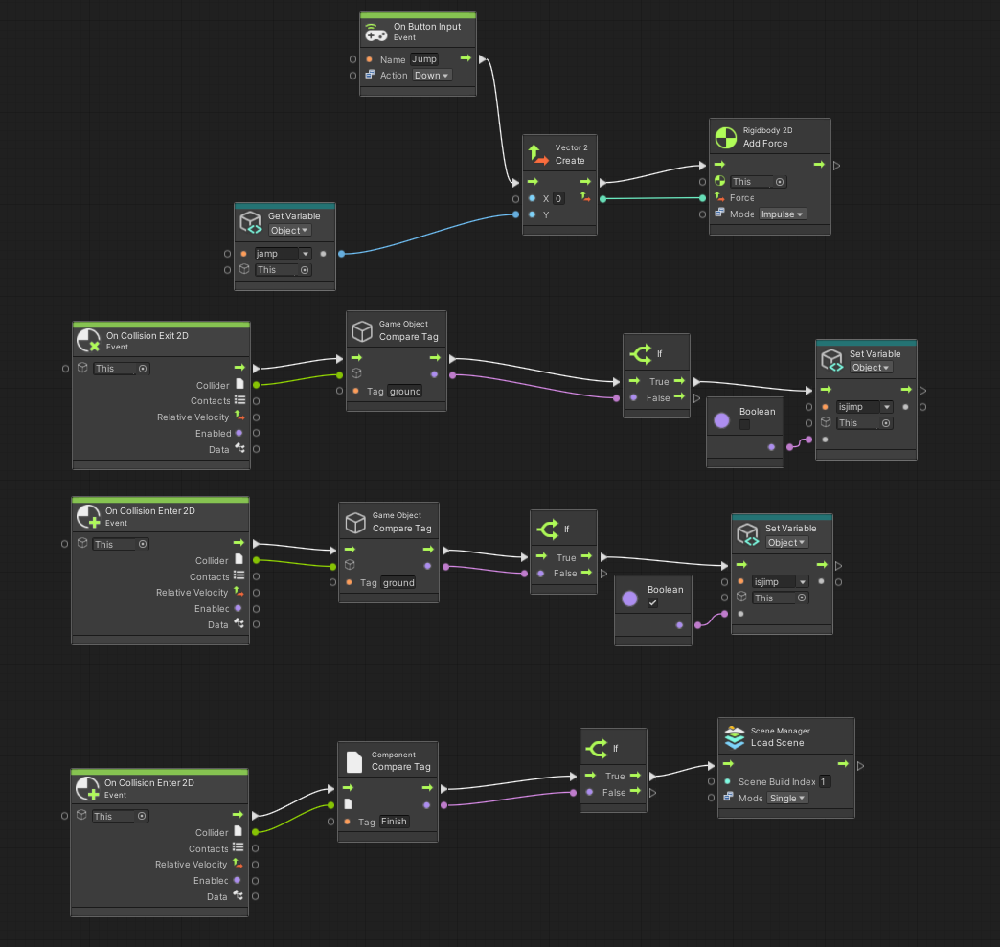 On Button Input
Event
Name Jump
Action Down
Vector 2
Create
X 0
Y
Rigidbody 2D
Add Force
This
Force
Mode Impulse
Get Variable
Object
jamp
This
On Collision Exit 2D
Event
This
Collider
Contacts
Relative Velocity
Enabled
Data
Game Object
Compare Tag
Tag ground
If
True
False
Boolean
Set Variable
Object
isjimp
This
On Collision Enter 2D
Event
This
Collider
Contacts
Relative Velocity
Enabled
Data
Game Object
Compare Tag
Tag ground
If
True
False
Boolean
Set Variable
Object
isjimp
This
On Collision Enter 2D
Event
This
Collider
Contacts
Relative Velocity
Enabled
Data
Component
Compare Tag
Tag Finish
If
True
False
Scene Manager
Load Scene
Scene Build Index 1
Mode Single